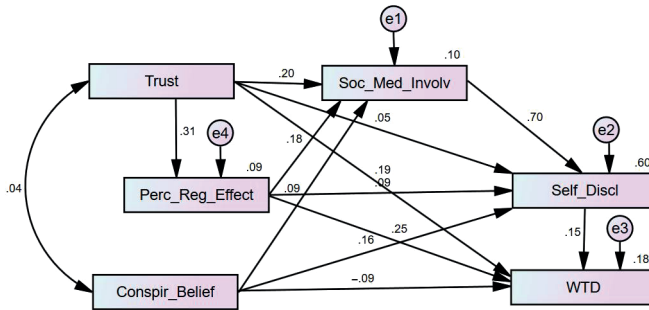 e1
.10
Trust
.20
Soc_Med_Involv
.05
.70
.31
e4
.18
e2
.09
.19
.60
.04
Perc_Reg_Effect
.09
.09
Self_Discl
.25
.16
.15
e3
.18
Conspir_Belief
-.09
WTD